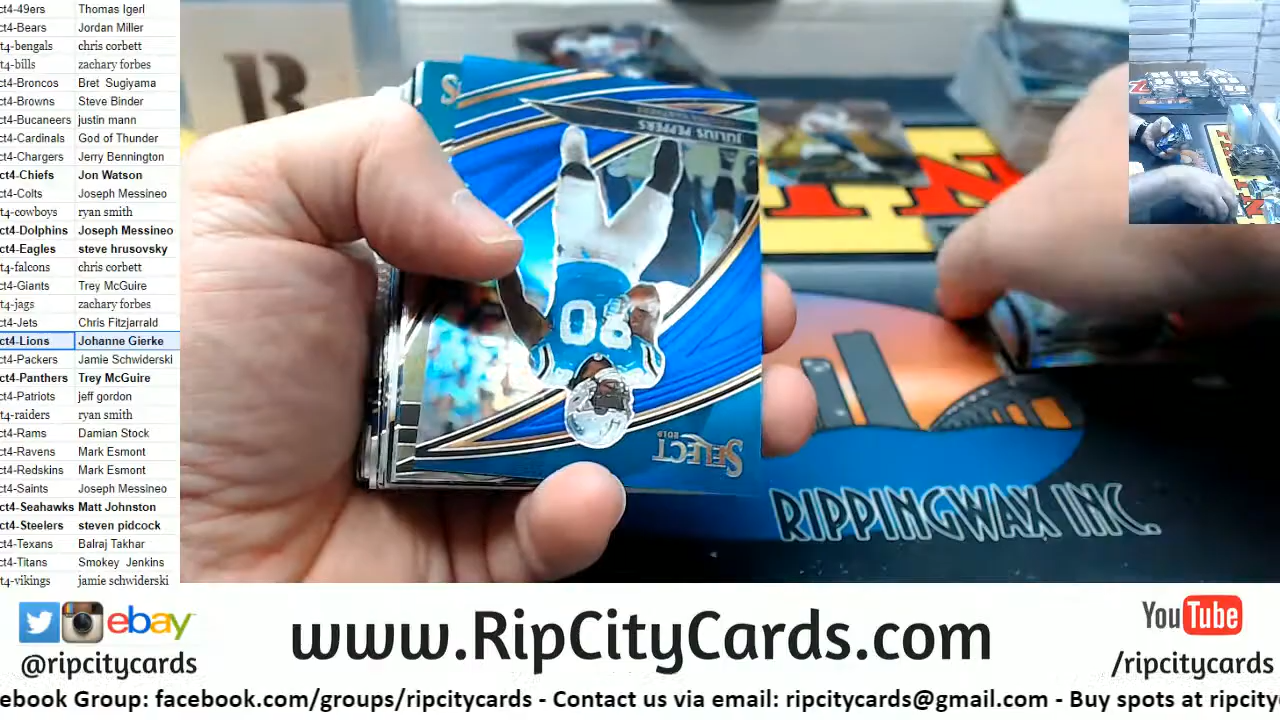 ct4-49ers Thomas Igerl
ct4-Bears Jordan Miller
ct4-bengals chris corbett
t4-bills zachary forbes
ct4-Broncos Bret Sugiyama
ct4-Browns Steve Binder
ct4-Bucaneers justin mann
ct4-Cardinals God of Thunder
ct4-Chargers Jerry Bennington
ct4-Chiefs Jon Watson
ct4-Colts Joseph Messineo
t4-cowboys ryan smith
ct4-Dolphins Joseph Messineo
ct4-Eagles steve hrusovsky
t4-falcons chris corbett
ct4-Giants Trey McGuire
t4-jags zachary forbes
ct4-Jets Chris Fitzjarrald
ct4-Lions Johanne Gierke
ct4-Packers Jamie Schwiderski
ct4-Panthers Trey McGuire
ct4-Patriots jeff gordon
t4-raiders ryan smith
ct4-Rams Damian Stock
ct4-Ravens Mark Esmont
ct4-Redskins Mark Esmont
ct4-Saints Joseph Messineo
ct4-Seahawks Matt Johnston
ct4-Steelers steven pidcock
ct4-Texans Balraj Takhar
ct4-Titans Smokey Jenkins
t4-vikings jamie schwiderski
JULIUS PEPPERS
80
SELECT
2019
RIPPINGWAX INC.
ebay
@ripcitycards
www.RipCityCards.com
YouTube
/ripcitycards
ebook Group: facebook.com/groups/ripcitycards - Contact us via email: ripcitycards@gmail.com - Buy spots at ripcity